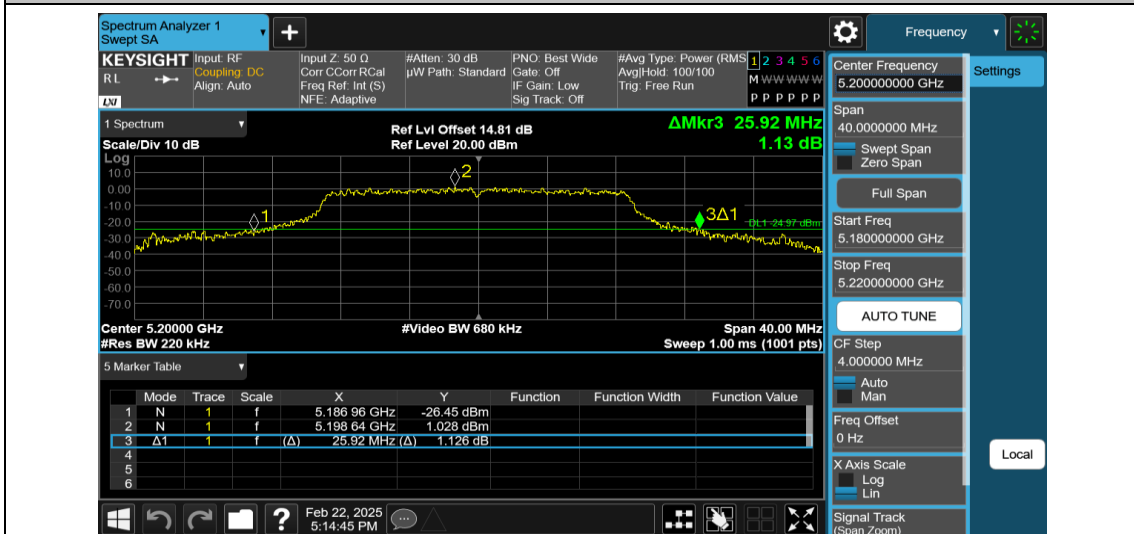 Spectrum Analyzer 1
Swept SA
Frequency
KEYSIGHT
R L
LXI
Input: RF
Coupling: DC
Align: Auto
Input Z: 50 Ω
Corr CCorr RCal
Freq Ref: Int (S)
NFE: Adaptive
#Atten: 30 dB
µW Path: Standard
PNO: Best Wide
Gate: Off
IF Gain: Low
Sig Track: Off
#Avg Type: Power (RMS
Avg|Hold: 100/100
Trig: Free Run
1 2 3 4 5 6
M W W W W W
P P P P P P
1 Spectrum
Scale/Div 10 dB
Ref Lvl Offset 14.81 dB
Ref Level 20.00 dBm
ΔMkr3 25.92 MHz
1.13 dB
Log
10.0
0.00
-10.0
-20.0
-30.0
-40.0
-50.0
-60.0
-70.0
1
2
3Δ1
DL1 -24.97 dBm
Center 5.20000 GHz
#Res BW 220 kHz
#Video BW 680 kHz
Span 40.00 MHz
Sweep 1.00 ms (1001 pts)
5 Marker Table
Mode Trace Scale X Y Function Function Width Function Value
1 N 1 f 5.186 96 GHz -26.45 dBm
2 N 1 f 5.198 64 GHz 1.028 dBm
3 Δ1 1 f (Δ) 25.92 MHz (Δ) 1.126 dB
4
5
6
Feb 22, 2025
5:14:45 PM
Center Frequency
5.200000000 GHz
Span
40.0000000 MHz
Swept Span
Zero Span
Full Span
Start Freq
5.180000000 GHz
Stop Freq
5.220000000 GHz
AUTO TUNE
CF Step
4.000000 MHz
Auto
Man
Freq Offset
0 Hz
X Axis Scale
Log
Lin
Signal Track
(Span Zoom)
Settings
Local